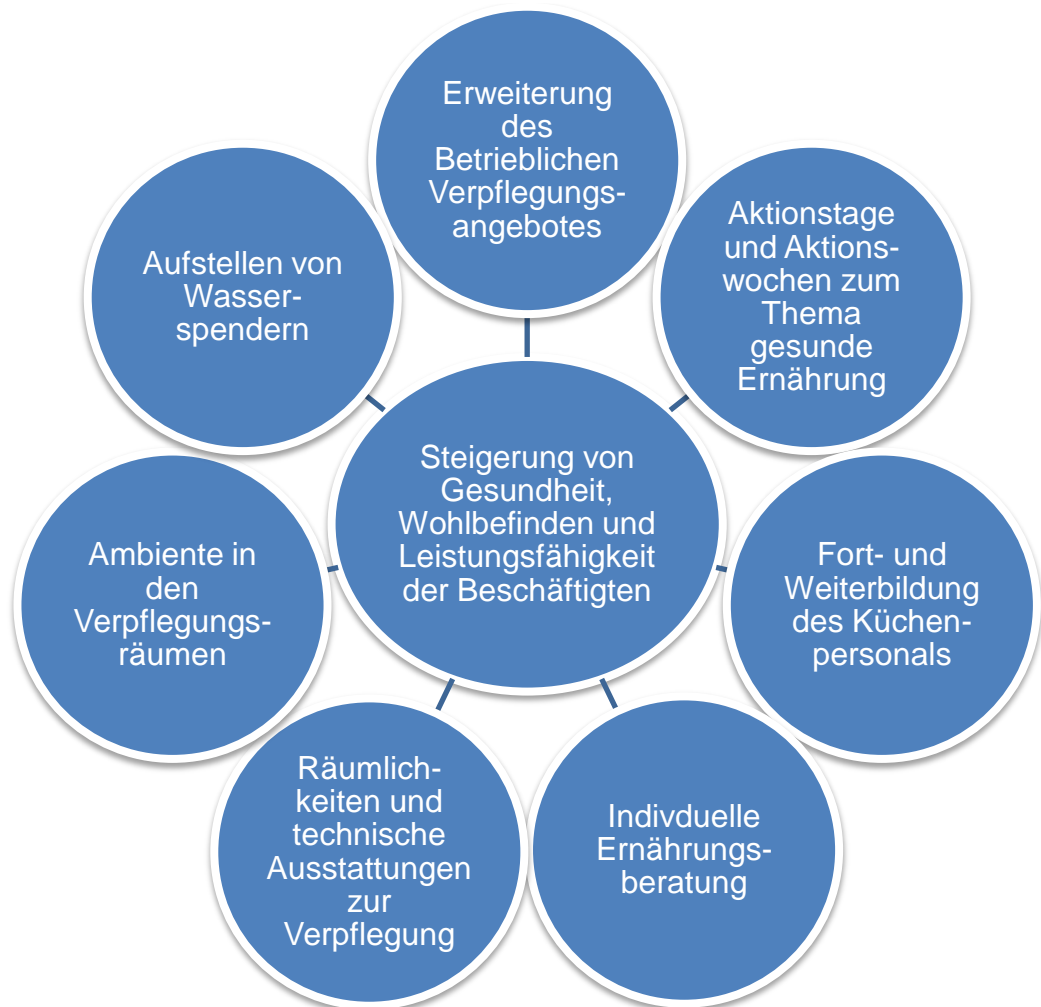 Erweiterung
des
Betrieblichen
Verpflegungs-
angebotes
Aktionstage
und Aktions-
wochen zum
Thema
gesunde
Ernährung
Fort- und
Weiterbildung
des Küchen-
personals
Indivduelle
Ernährungs-
beratung
Räumlich-
keiten und
technische
Ausstattungen
zur
Verpflegung
Ambiente in
den
Verpflegungs-
räumen
Aufstellen von
Wasser-
spendern
Steigerung von
Gesundheit,
Wohlbefinden und
Leistungsfähigkeit
der Beschäftigten